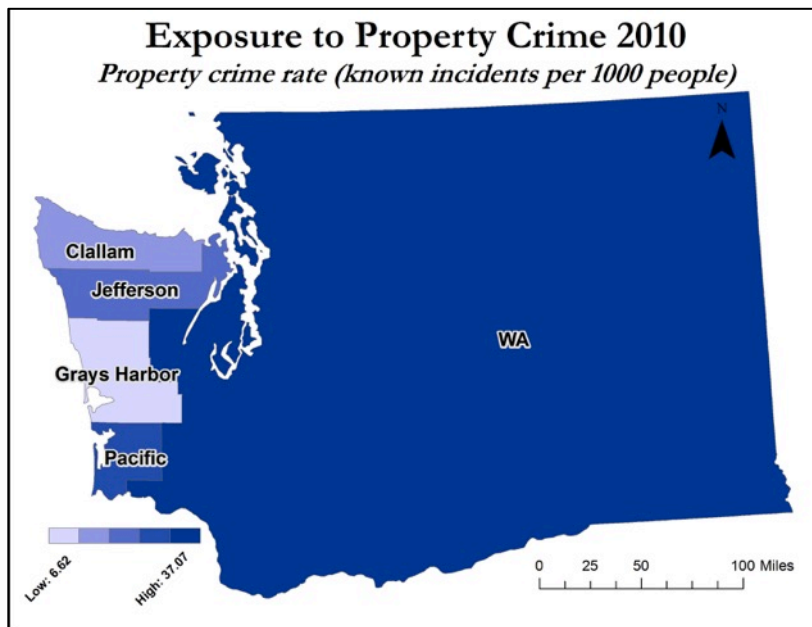 Exposure to Property Crime 2010
Property crime rate (known incidents per 1000 people)
N
Clallam
Jefferson
WA
Grays Harbor
Pacific
Low: 6.62
High: 37.07
0 25 50 100 Miles